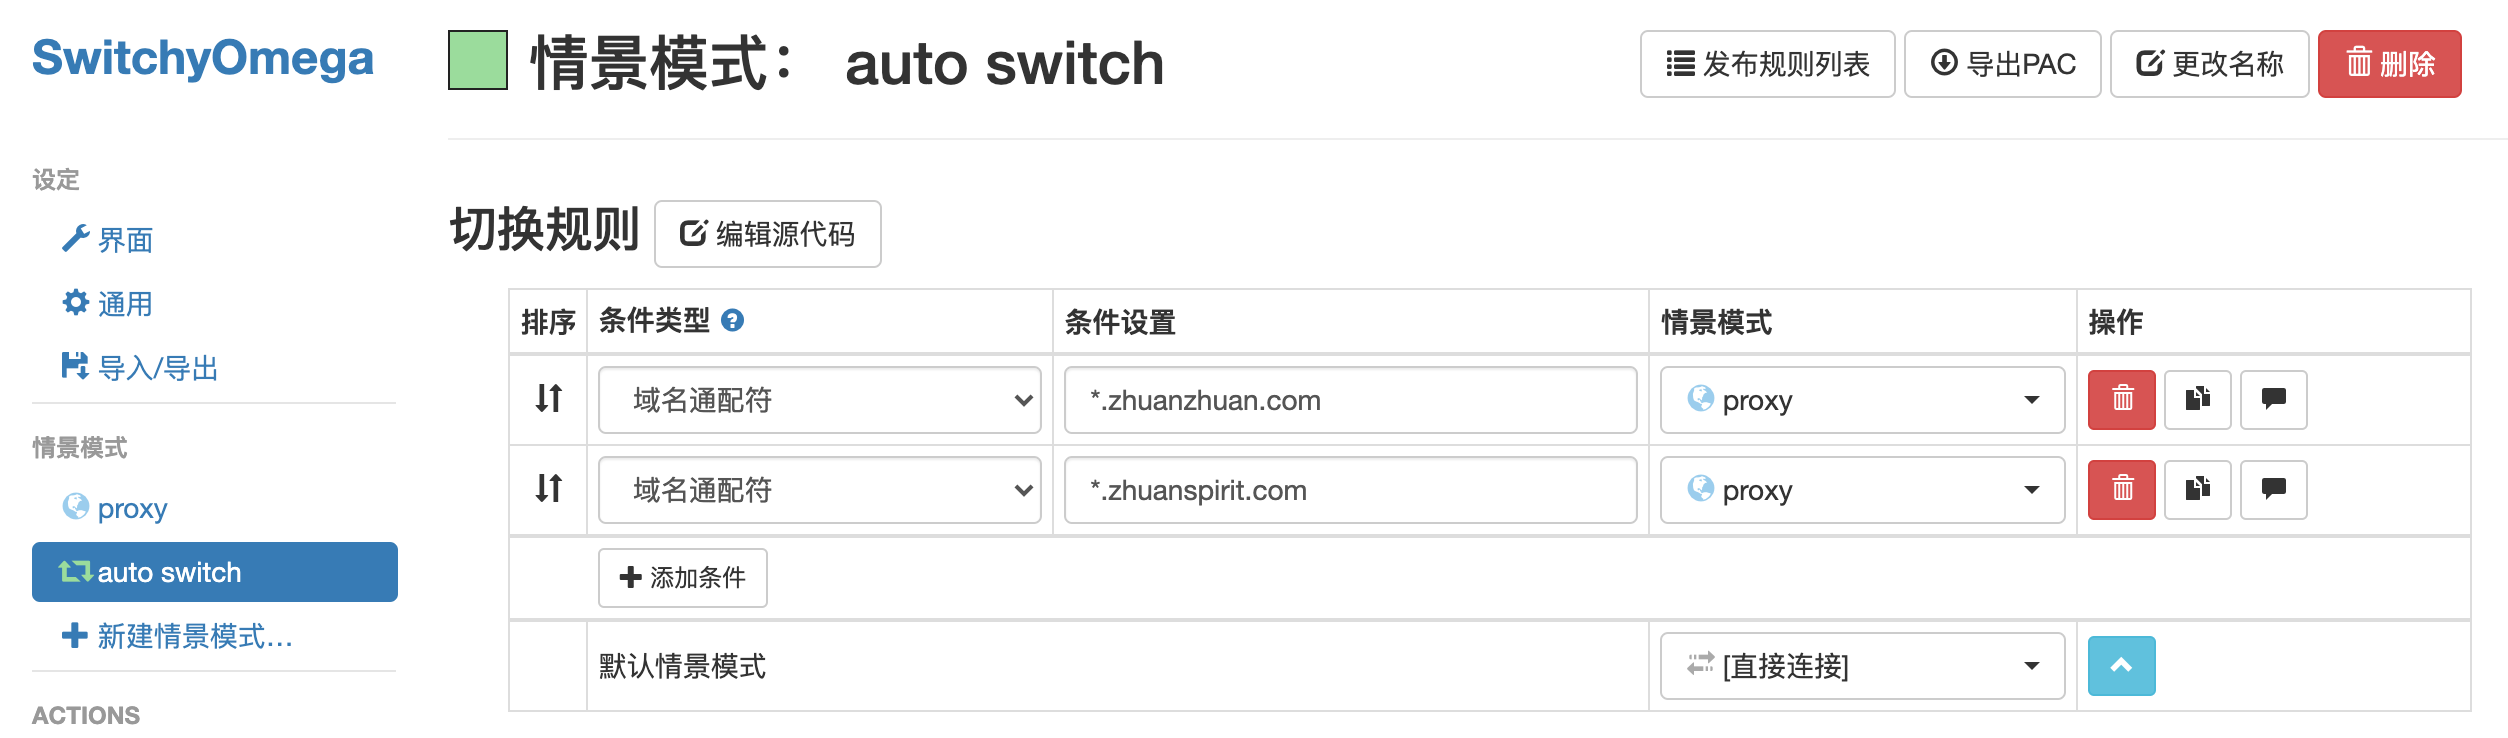 SwitchyOmega
情景模式： auto switch
发布规则列表
导出PAC
更改名称
删除
设定
界面
通用
导入/导出
情景模式
proxy
auto switch
新建情景模式...
ACTIONS
切换规则
编辑源代码
排序 条件类型 条件设置 情景模式 操作
域名通配符 *.zhuanzhuan.com proxy
域名通配符 *.zhuanspirit.com proxy
添加条件
默认情景模式 [直接连接]